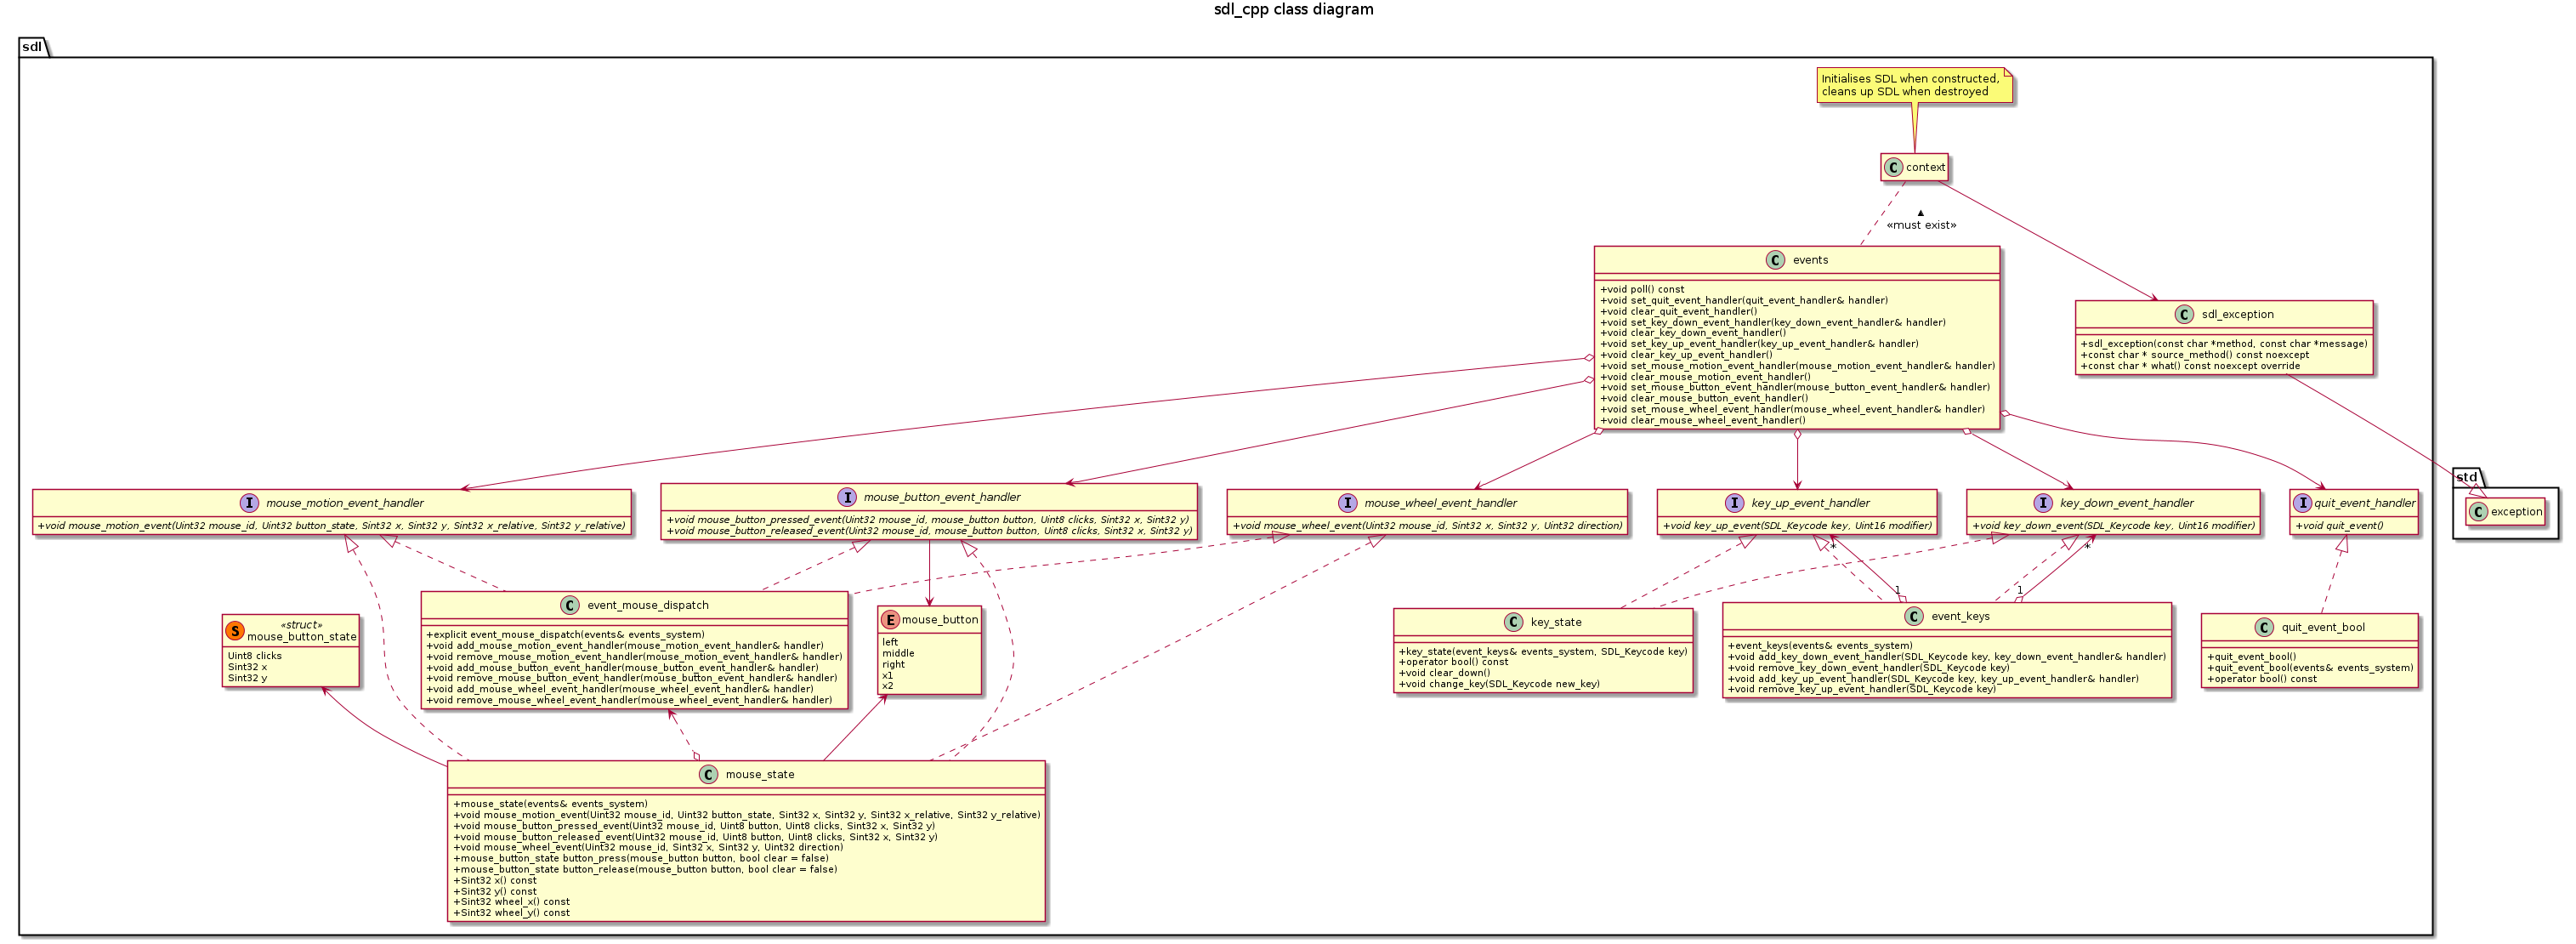 sdl_cpp class diagram
sdl
Initialises SDL when constructed,
cleans up SDL when destroyed
C context
«must exist»
C events
+void poll() const
+void set_quit_event_handler(quit_event_handler& handler)
+void clear_quit_event_handler()
+void set_key_down_event_handler(key_down_event_handler& handler)
+void clear_key_down_event_handler()
+void set_key_up_event_handler(key_up_event_handler& handler)
+void clear_key_up_event_handler()
+void set_mouse_motion_event_handler(mouse_motion_event_handler& handler)
+void clear_mouse_motion_event_handler()
+void set_mouse_button_event_handler(mouse_button_event_handler& handler)
+void clear_mouse_button_event_handler()
+void set_mouse_wheel_event_handler(mouse_wheel_event_handler& handler)
+void clear_mouse_wheel_event_handler()
C sdl_exception
+sdl_exception(const char *method, const char *message)
+const char * source_method() const noexcept
+const char * what() const noexcept override
std
C exception
I mouse_motion_event_handler
+void mouse_motion_event(Uint32 mouse_id, Uint32 button_state, Sint32 x, Sint32 y, Sint32 x_relative, Sint32 y_relative)
I mouse_button_event_handler
+void mouse_button_pressed_event(Uint32 mouse_id, mouse_button button, Uint8 clicks, Sint32 x, Sint32 y)
+void mouse_button_released_event(Uint32 mouse_id, mouse_button button, Uint8 clicks, Sint32 x, Sint32 y)
I mouse_wheel_event_handler
+void mouse_wheel_event(Uint32 mouse_id, Sint32 x, Sint32 y, Uint32 direction)
I key_up_event_handler
+void key_up_event(SDL_Keycode key, Uint16 modifier)
I key_down_event_handler
+void key_down_event(SDL_Keycode key, Uint16 modifier)
I quit_event_handler
+void quit_event()
*
*
1
1
S «struct»
mouse_button_state
Uint8 clicks
Sint32 x
Sint32 y
C event_mouse_dispatch
+explicit event_mouse_dispatch(events& events_system)
+void add_mouse_motion_event_handler(mouse_motion_event_handler& handler)
+void remove_mouse_motion_event_handler(mouse_motion_event_handler& handler)
+void add_mouse_button_event_handler(mouse_button_event_handler& handler)
+void remove_mouse_button_event_handler(mouse_button_event_handler& handler)
+void add_mouse_wheel_event_handler(mouse_wheel_event_handler& handler)
+void remove_mouse_wheel_event_handler(mouse_wheel_event_handler& handler)
E mouse_button
left
middle
right
x1
x2
C key_state
+key_state(event_keys& events_system, SDL_Keycode key)
+operator bool() const
+void clear_down()
+void change_key(SDL_Keycode new_key)
C event_keys
+event_keys(events& events_system)
+void add_key_down_event_handler(SDL_Keycode key, key_down_event_handler& handler)
+void remove_key_down_event_handler(SDL_Keycode key)
+void add_key_up_event_handler(SDL_Keycode key, key_up_event_handler& handler)
+void remove_key_up_event_handler(SDL_Keycode key)
C quit_event_bool
+quit_event_bool()
+quit_event_bool(events& events_system)
+operator bool() const
C mouse_state
+mouse_state(events& events_system)
+void mouse_motion_event(Uint32 mouse_id, Uint32 button_state, Sint32 x, Sint32 y, Sint32 x_relative, Sint32 y_relative)
+void mouse_button_pressed_event(Uint32 mouse_id, Uint8 button, Uint8 clicks, Sint32 x, Sint32 y)
+void mouse_button_released_event(Uint32 mouse_id, Uint8 button, Uint8 clicks, Sint32 x, Sint32 y)
+void mouse_wheel_event(Uint32 mouse_id, Sint32 x, Sint32 y, Uint32 direction)
+mouse_button_state button_press(mouse_button button, bool clear = false)
+mouse_button_state button_release(mouse_button button, bool clear = false)
+Sint32 x() const
+Sint32 y() const
+Sint32 wheel_x() const
+Sint32 wheel_y() const